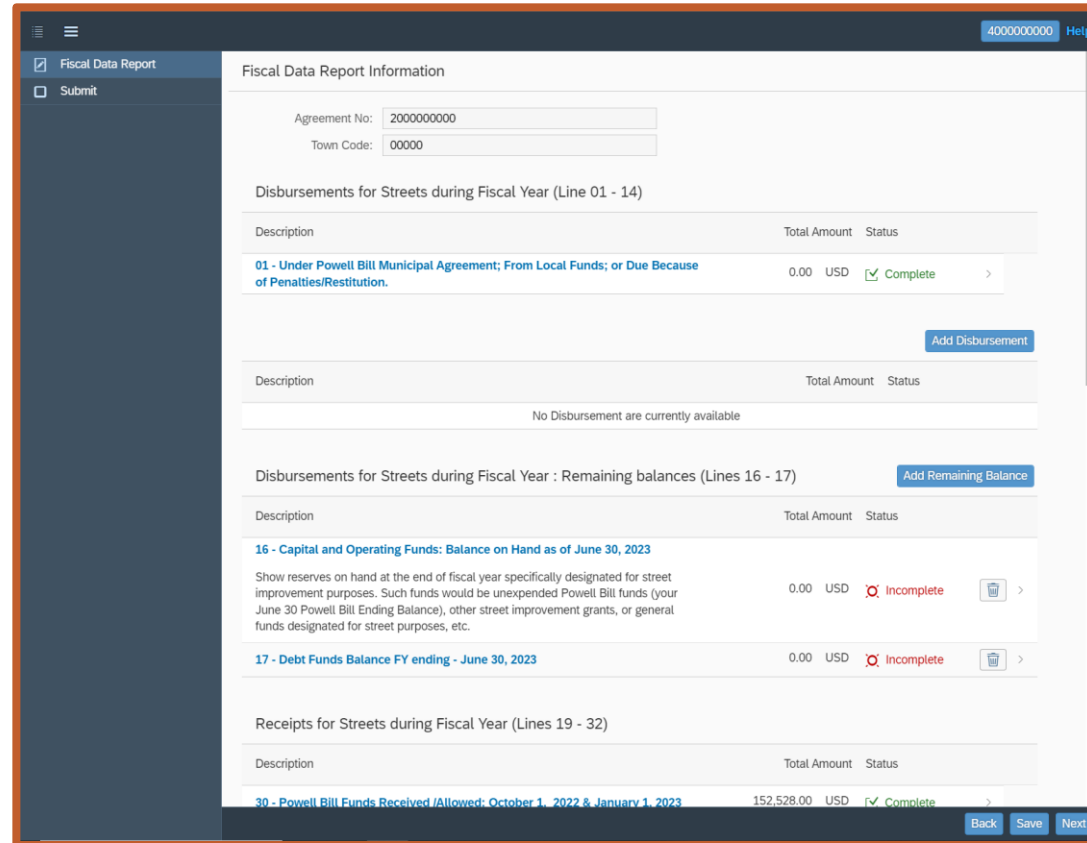 4000000000 Help
Fiscal Data Report
Submit
Fiscal Data Report Information
Agreement No: 2000000000
Town Code: 00000
Disbursements for Streets during Fiscal Year (Line 01 - 14)
Description Total Amount Status
01 - Under Powell Bill Municipal Agreement; From Local Funds; or Due Because
of Penalties/Restitution.
0.00 USD Complete
Add Disbursement
Description Total Amount Status
No Disbursement are currently available
Disbursements for Streets during Fiscal Year : Remaining balances (Lines 16 - 17) Add Remaining Balance
Description Total Amount Status
16 - Capital and Operating Funds: Balance on Hand as of June 30, 2023
Show reserves on hand at the end of fiscal year specifically designated for street
improvement purposes. Such funds would be unexpended Powell Bill funds (your
June 30 Powell Bill Ending Balance), other street improvement grants, or general
funds designated for street purposes, etc.
0.00 USD Incomplete
17 - Debt Funds Balance FY ending - June 30, 2023 0.00 USD Incomplete
Receipts for Streets during Fiscal Year (Lines 19 - 32)
Description Total Amount Status
30 - Powell Bill Funds Received /Allowed: October 1, 2022 & January 1, 2023 152,528.00 USD Complete
Back Save Next